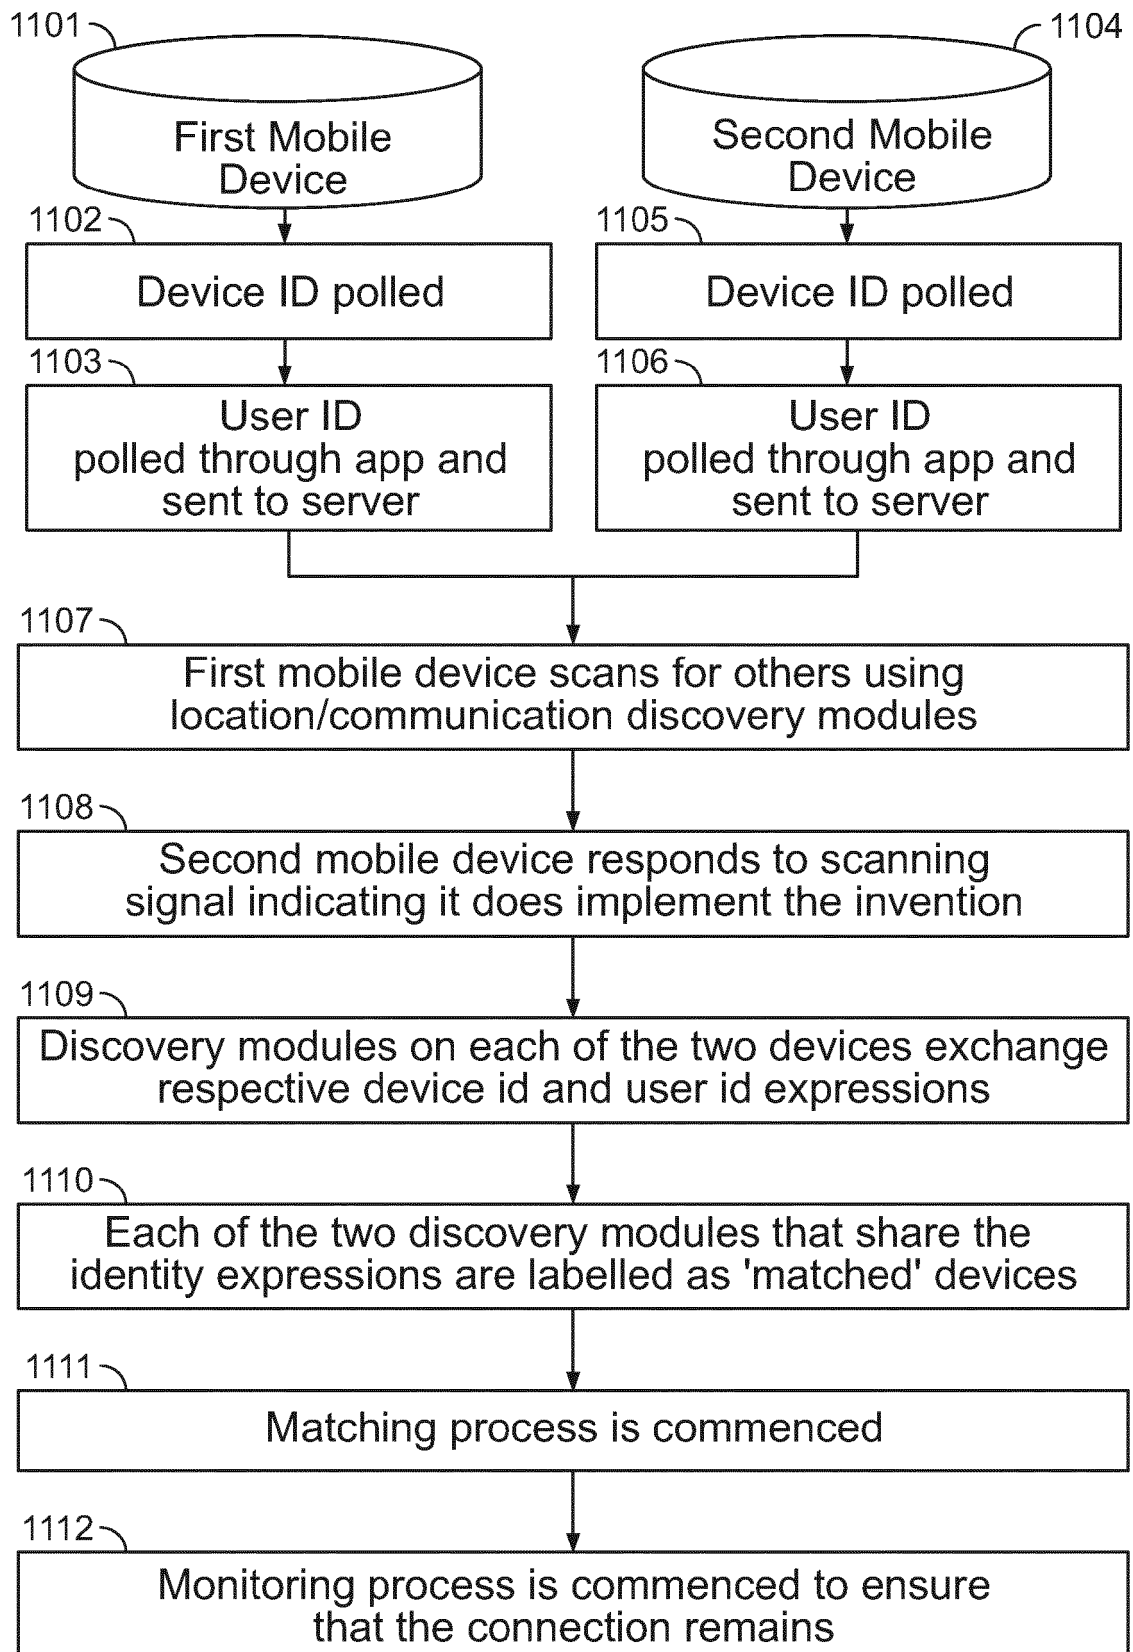 1101
1104
First Mobile
Device
Second Mobile
Device
1102
1105
Device ID polled
Device ID polled
1103
1106
User ID
polled through app and
sent to server
User ID
polled through app and
sent to server
1107
First mobile device scans for others using
location/communication discovery modules
1108
Second mobile device responds to scanning
signal indicating it does implement the invention
1109
Discovery modules on each of the two devices exchange
respective device id and user id expressions
1110
Each of the two discovery modules that share the
identity expressions are labelled as 'matched' devices
1111
Matching process is commenced
1112
Monitoring process is commenced to ensure
that the connection remains